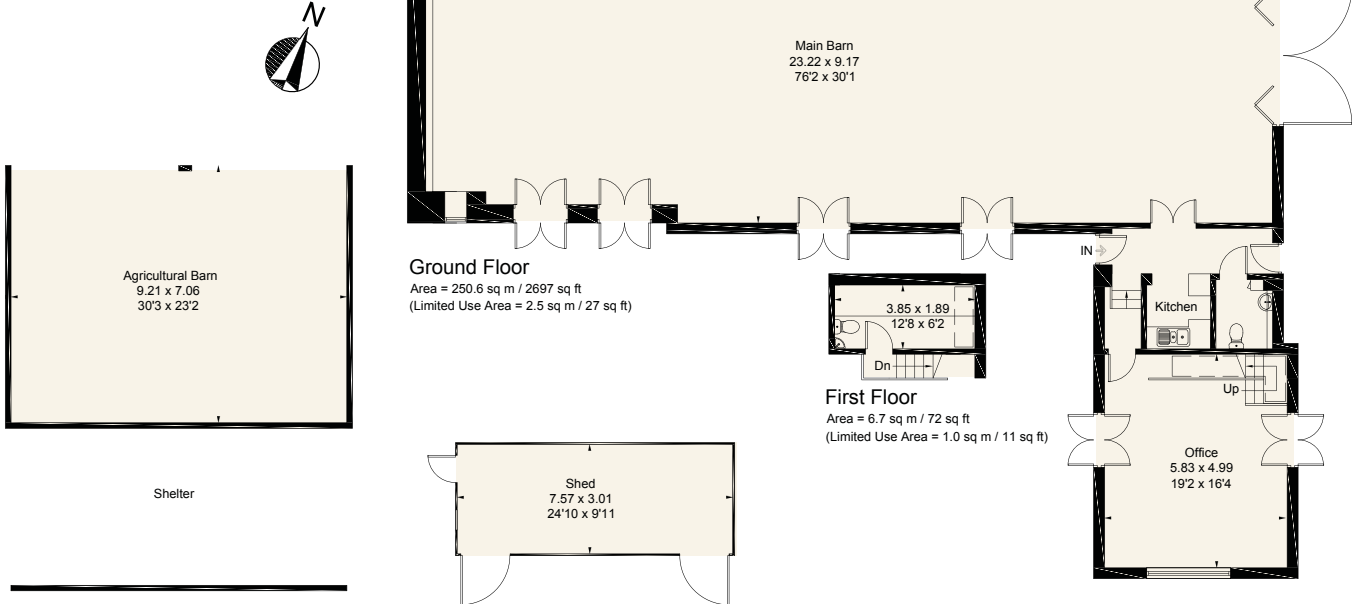 N
Main Barn
23.22 x 9.17
76'2 x 30'1
Agricultural Barn
9.21 x 7.06
30'3 x 23'2
Ground Floor
Area = 250.6 sq m / 2697 sq ft
(Limited Use Area = 2.5 sq m / 27 sq ft)
IN
Kitchen
3.85 x 1.89
12'8 x 6'2
Dn
First Floor
Area = 6.7 sq m / 72 sq ft
(Limited Use Area = 1.0 sq m / 11 sq ft)
Up
Office
5.83 x 4.99
19'2 x 16'4
Shelter
Shed
7.57 x 3.01
24'10 x 9'11